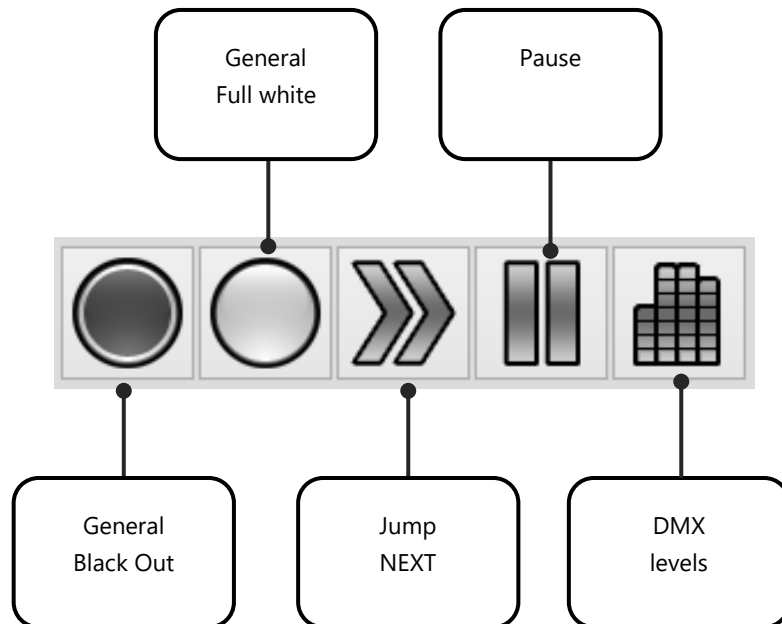 General
Full white
Pause
General
Black Out
Jump
NEXT
DMX
levels